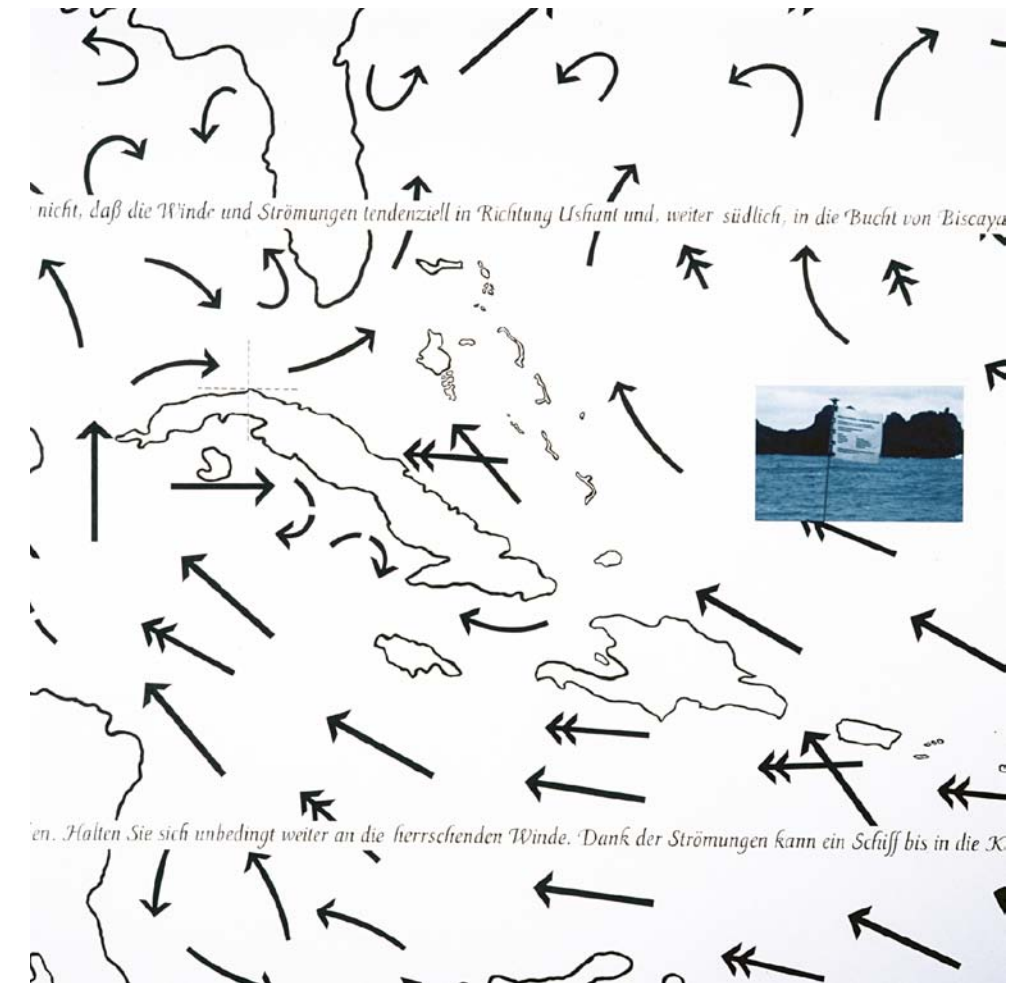 nicht, daß die Winde und Strömungen tendenziell in Richtung Ushant und, weiter südlich, in die Bucht von Biscaya
en. Halten Sie sich unbedingt weiter an die herrschenden Winde. Dank der Strömungen kann ein Schiff bis in die K